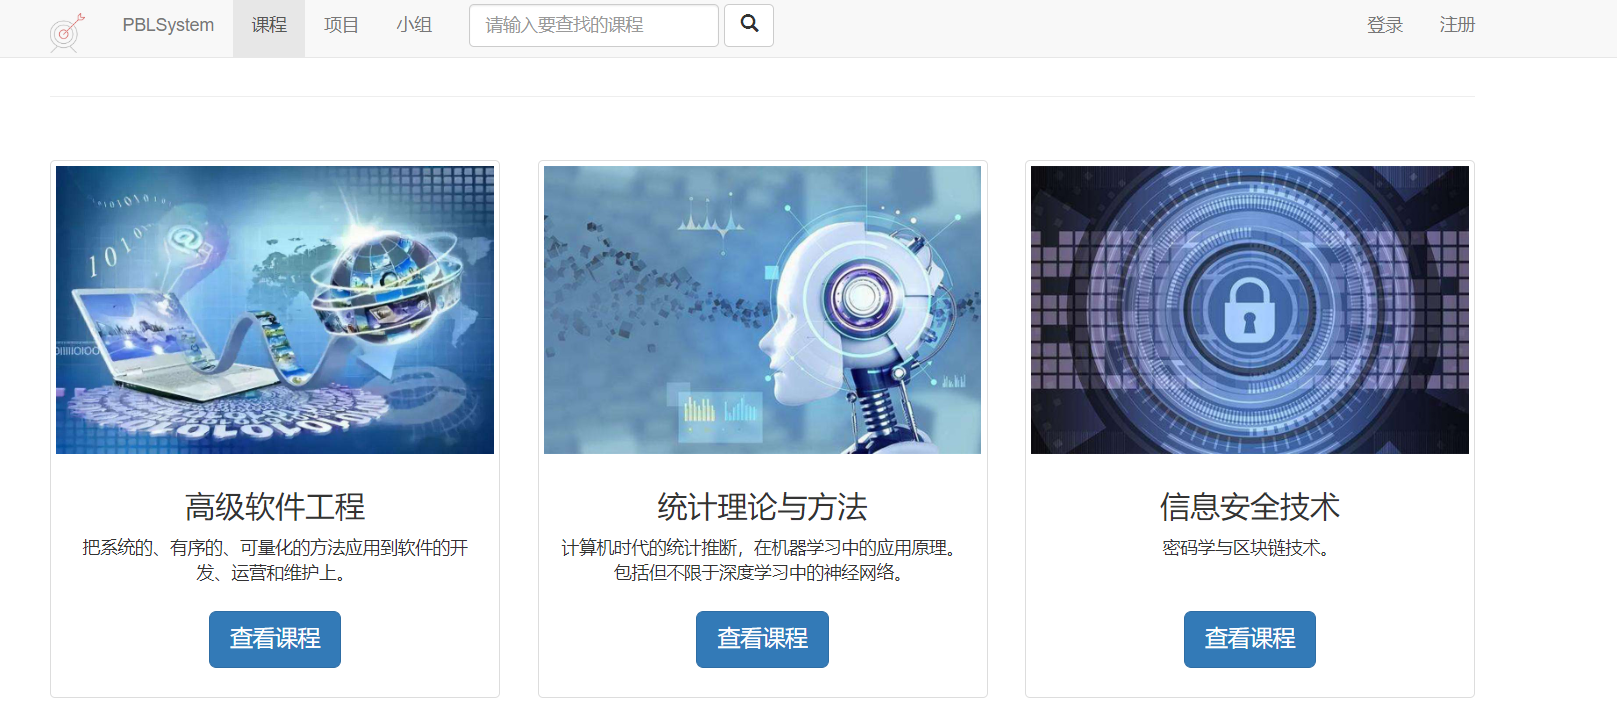 PBLSystem 课程 项目 小组 请输入要查找的课程 登录 注册
高级软件工程
把系统的、有序的、可量化的方法应用到软件的开
发、运营和维护上。
查看课程
统计理论与方法
计算机时代的统计推断，在机器学习中的应用原理。
包括但不限于深度学习中的神经网络。
查看课程
信息安全技术
密码学与区块链技术。
查看课程